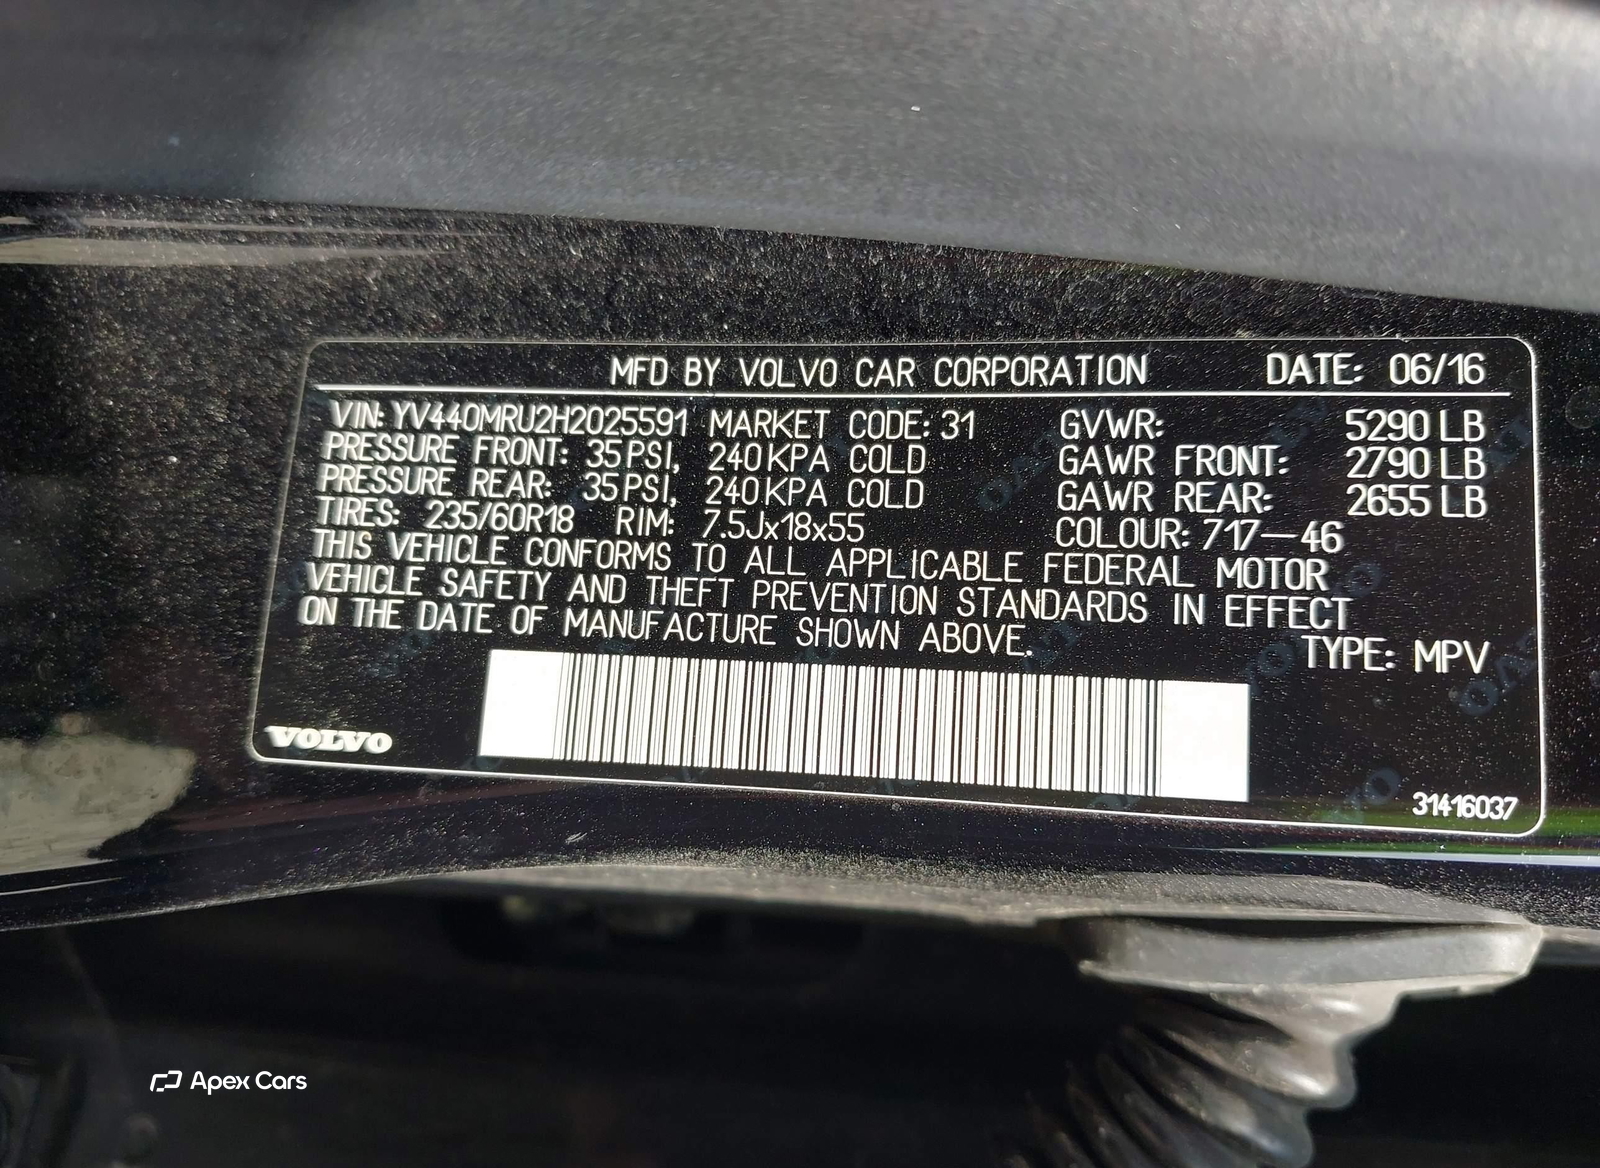 MFD BY VOLVO CAR CORPORATION DATE: 06/16
VIN: YV440MRU2H2025591 MARKET CODE: 31 GVWR: 5290 LB
PRESSURE FRONT: 35 PSI, 240 KPA COLD GAWR FRONT: 2790 LB
PRESSURE REAR: 35 PSI, 240 KPA COLD GAWR REAR: 2655 LB
TIRES: 235/60R18 RIM: 7.5Jx18x55 COLOUR: 717-46
THIS VEHICLE CONFORMS TO ALL APPLICABLE FEDERAL MOTOR
VEHICLE SAFETY AND THEFT PREVENTION STANDARDS IN EFFECT
ON THE DATE OF MANUFACTURE SHOWN ABOVE.
TYPE: MPV
VOLVO
31416037
Apex Cars